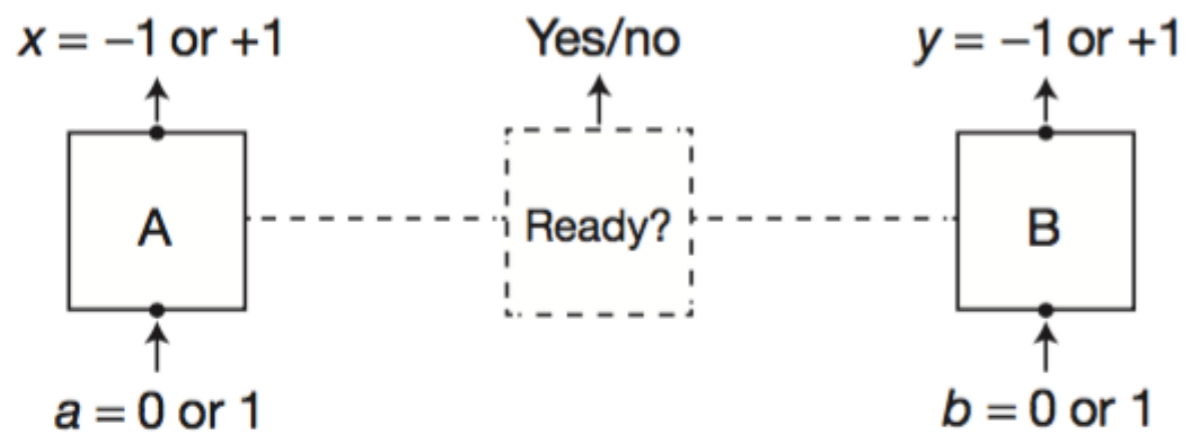 x = –1 or +1
Yes/no
y = –1 or +1
A
Ready?
B
a = 0 or 1
b = 0 or 1